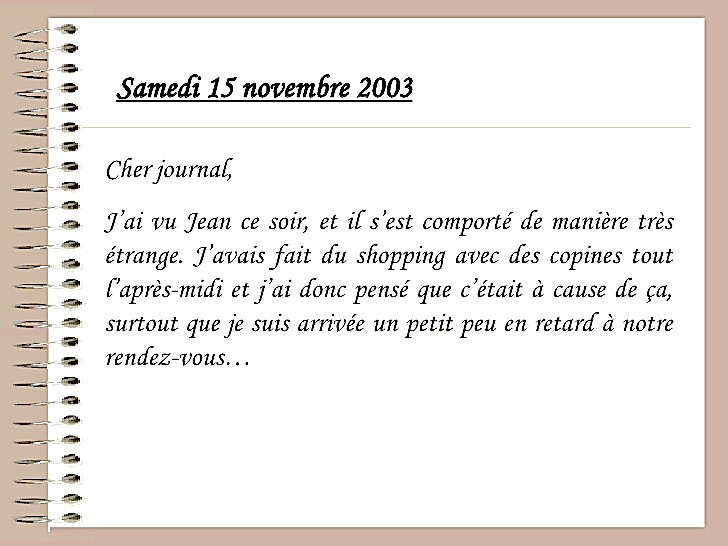 Samedi 15 novembre 2003
Cher journal,
J’ai vu Jean ce soir, et il s’est comporté de manière très
étrange. J’avais fait du shopping avec des copines tout
l’après-midi et j’ai donc pensé que c’était à cause de ça,
surtout que je suis arrivée un petit peu en retard à notre
rendez-vous…